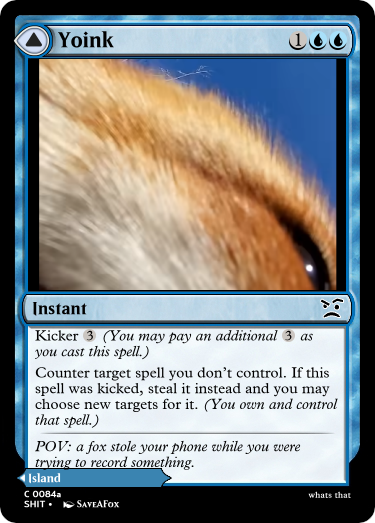 Yoink 1
Instant
Kicker 3 (You may pay an additional 3 as
you cast this spell.)
Counter target spell you don't control. If this
spell was kicked, steal it instead and you may
choose new targets for it. (You own and control
that spell.)
POV: a fox stole your phone while you were
trying to record something.
Island
C 0084a
SHIT • SaveAFox
whats that